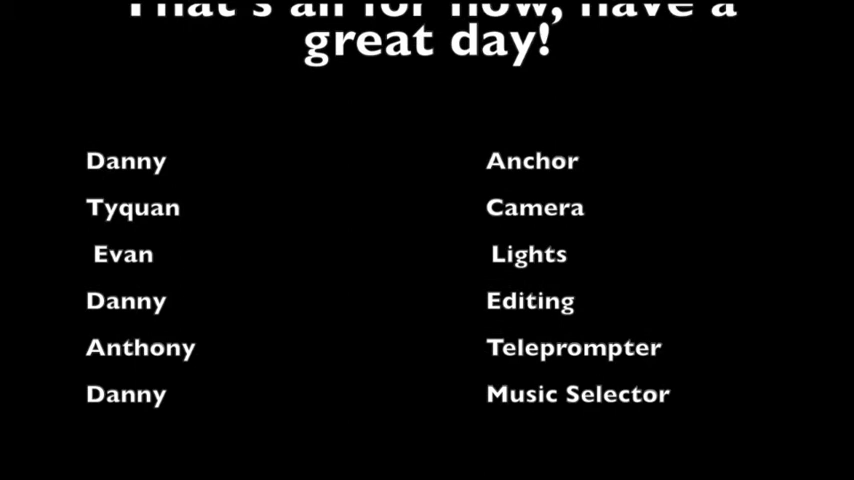 That's all for now, have a
great day!
Danny Anchor
Tyquan Camera
Evan Lights
Danny Editing
Anthony Teleprompter
Danny Music Selector